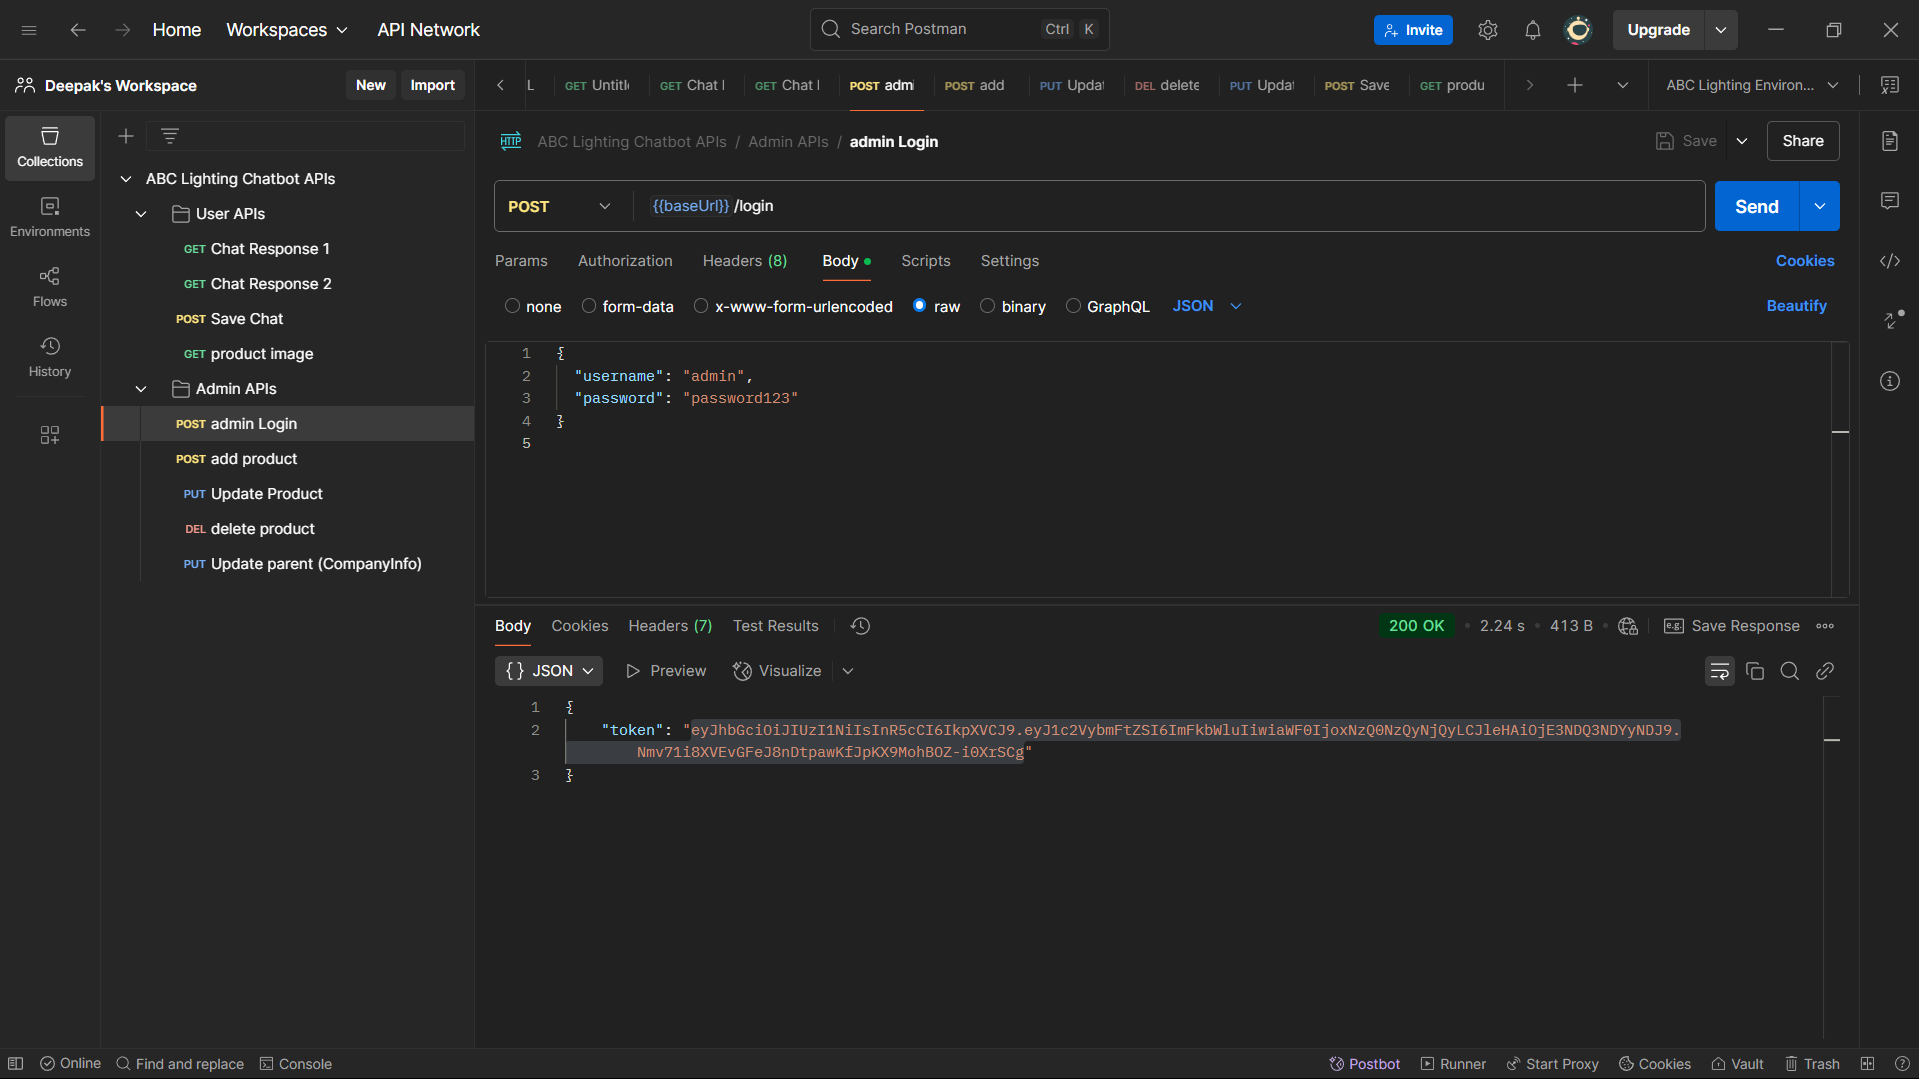 Home
Workspaces
API Network
Search Postman
Ctrl K
Invite
Upgrade
Deepak's Workspace
New
Import
L
GET Untitle
GET Chat
GET Chat
POST adm
POST add
PUT Updat
DEL delete
PUT Updat
POST Save
GET produ
ABC Lighting Environ...
Collections
Environments
Flows
History
ABC Lighting Chatbot APIs
User APIs
GET Chat Response 1
GET Chat Response 2
POST Save Chat
GET product image
Admin APIs
POST admin Login
POST add product
PUT Update Product
DEL delete product
PUT Update parent (CompanyInfo)
HTTP ABC Lighting Chatbot APIs / Admin APIs / admin Login
Save
Share
POST
{{baseUrl}} /login
Send
Params
Authorization
Headers (8)
Body
Scripts
Settings
Cookies
none
form-data
x-www-form-urlencoded
raw
binary
GraphQL
JSON
Beautify
1 {
2 "username": "admin",
3 "password": "password123"
4 }
5
Body
Cookies
Headers (7)
Test Results
200 OK
2.24 s
413 B
e.g. Save Response
{} JSON
Preview
Visualize
1 {
2 "token": "eyJhbGciOiJIUzI1NiIsInR5cCI6IkpXVCJ9.eyJ1c2VybmFtZSI6ImFkbWluIiwiaWF0IjoxNzQ0NzQyNjQyLCJleHAiOjE3NDQ3NDYyNDJ9.
Nmv71i8XVEvGFeJ8nDtpawKfJpKX9MohBOZ-i0XrSCg"
3 }
Online
Find and replace
Console
Postbot
Runner
Start Proxy
Cookies
Vault
Trash